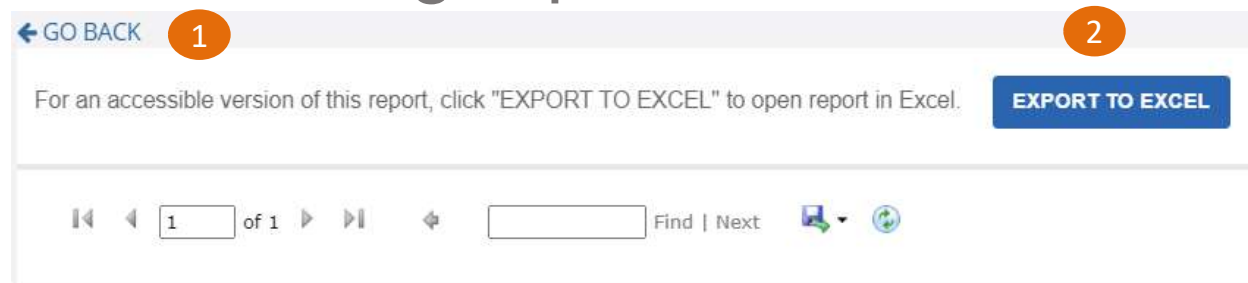 GO BACK
1
2
For an accessible version of this report, click "EXPORT TO EXCEL" to open report in Excel.
EXPORT TO EXCEL
1 of 1
Find | Next